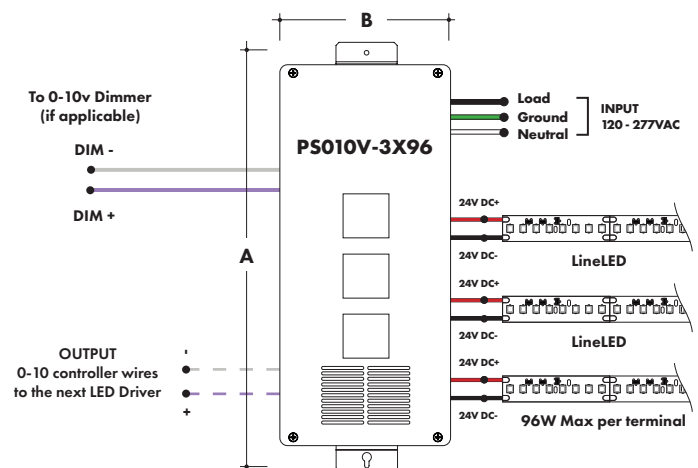 B
To 0-10v Dimmer
(if applicable)
DIM -
DIM +
A
PS010V-3X96
Load
Ground
Neutral
INPUT
120 - 277VAC
24V DC+
24V DC-
LineLED
24V DC+
24V DC-
LineLED
24V DC+
24V DC-
96W Max per terminal
OUTPUT
0-10 controller wires
to the next LED Driver
-
+